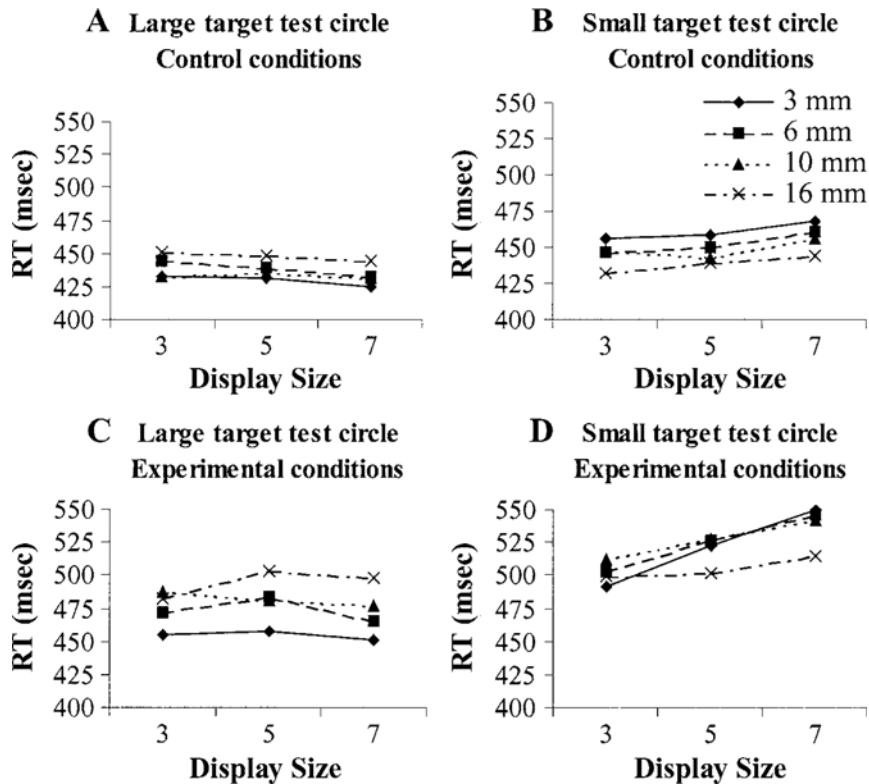 A Large target test circle
Control conditions
550
525
500
475
450
425
400
RT (msec)
3 5 7
Display Size
B Small target test circle
Control conditions
3 mm
6 mm
10 mm
16 mm
550
525
500
475
450
425
400
RT (msec)
3 5 7
Display Size
C Large target test circle
Experimental conditions
550
525
500
475
450
425
400
RT (msec)
3 5 7
Display Size
D Small target test circle
Experimental conditions
550
525
500
475
450
425
400
RT (msec)
3 5 7
Display Size